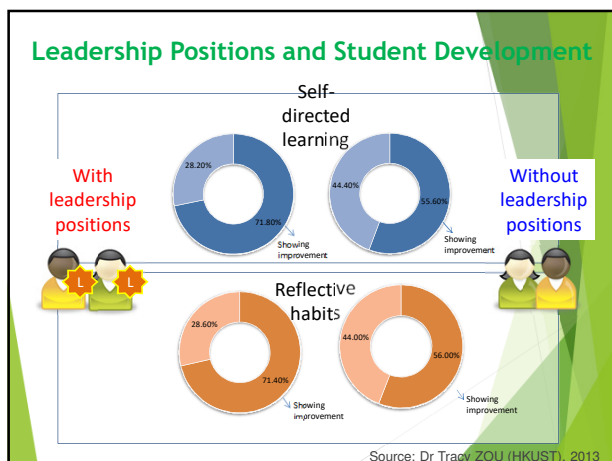 Leadership Positions and Student Development
Self-
directed
learning
28.20%
71.80%
44.40%
55.60%
With
leadership
positions
Without
leadership
positions
Showing
improvement
Showing
improvement
L
L
Reflective
habits
28.60%
71.40%
44.00%
56.00%
Showing
improvement
Showing
improvement
Source: Dr Tracy ZOU (HKUST), 2013